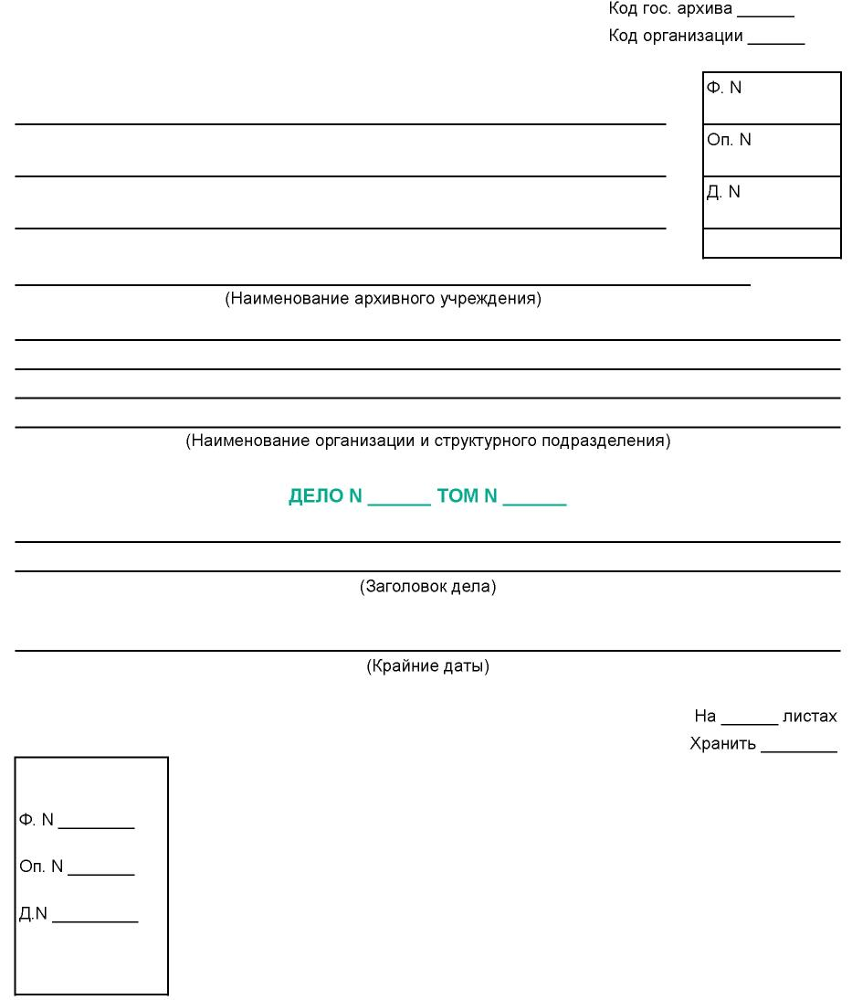 Код гос. архива ______
Код организации ______
Ф. N
Оп. N
Д. N
(Наименование архивного учреждения)
(Наименование организации и структурного подразделения)
ДЕЛО N ______ ТОМ N ______
(Заголовок дела)
(Крайние даты)
На ______ листах
Хранить ________
Ф. N ________
Оп. N _______
Д.N _________